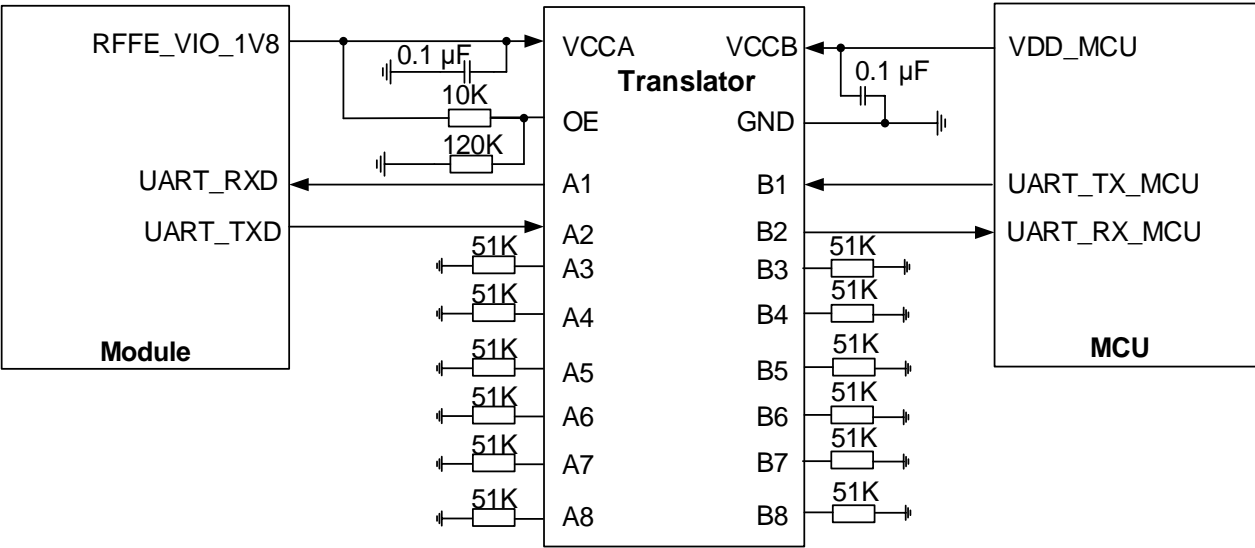 RFFE_VIO_1V8
0.1 µF
10K
120K
UART_RXD
UART_TXD
51K
51K
51K
51K
51K
51K
Module
VCCA
VCCB
Translator
OE
GND
A1
B1
A2
B2
A3
B3
A4
B4
A5
B5
A6
B6
A7
B7
A8
B8
0.1 µF
51K
51K
51K
51K
51K
51K
VDD_MCU
UART_TX_MCU
UART_RX_MCU
MCU